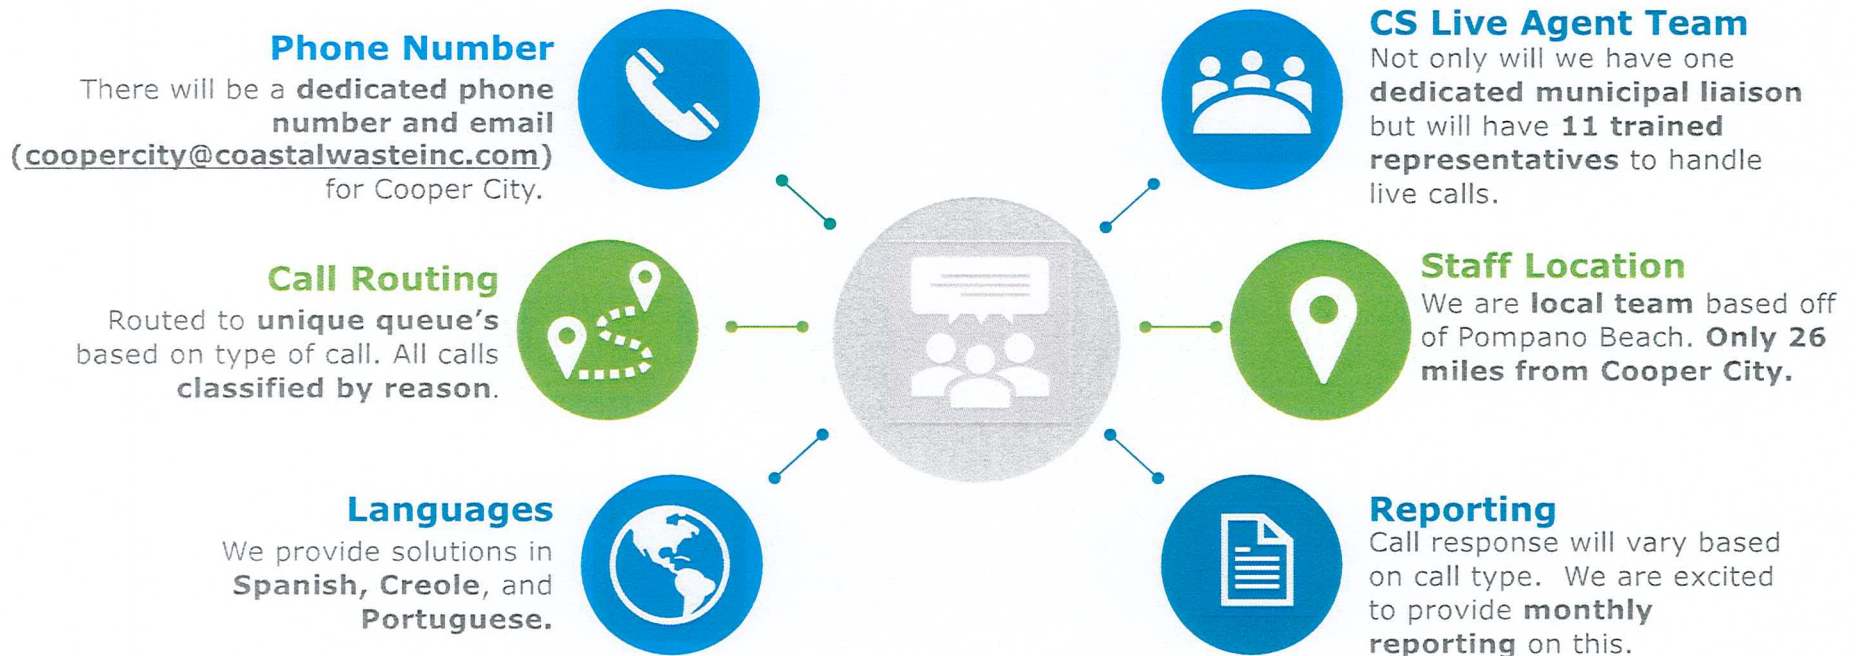 Phone Number
There will be a dedicated phone
number and email
(coopercity@coastalwasteinc.com)
for Cooper City.
Call Routing
Routed to unique queue's
based on type of call. All calls
classified by reason.
Languages
We provide solutions in
Spanish, Creole, and
Portuguese.
CS Live Agent Team
Not only will we have one
dedicated municipal liaison
but will have 11 trained
representatives to handle
live calls.
Staff Location
We are local team based off
of Pompano Beach. Only 26
miles from Cooper City.
Reporting
Call response will vary based
on call type. We are excited
to provide monthly
reporting on this.